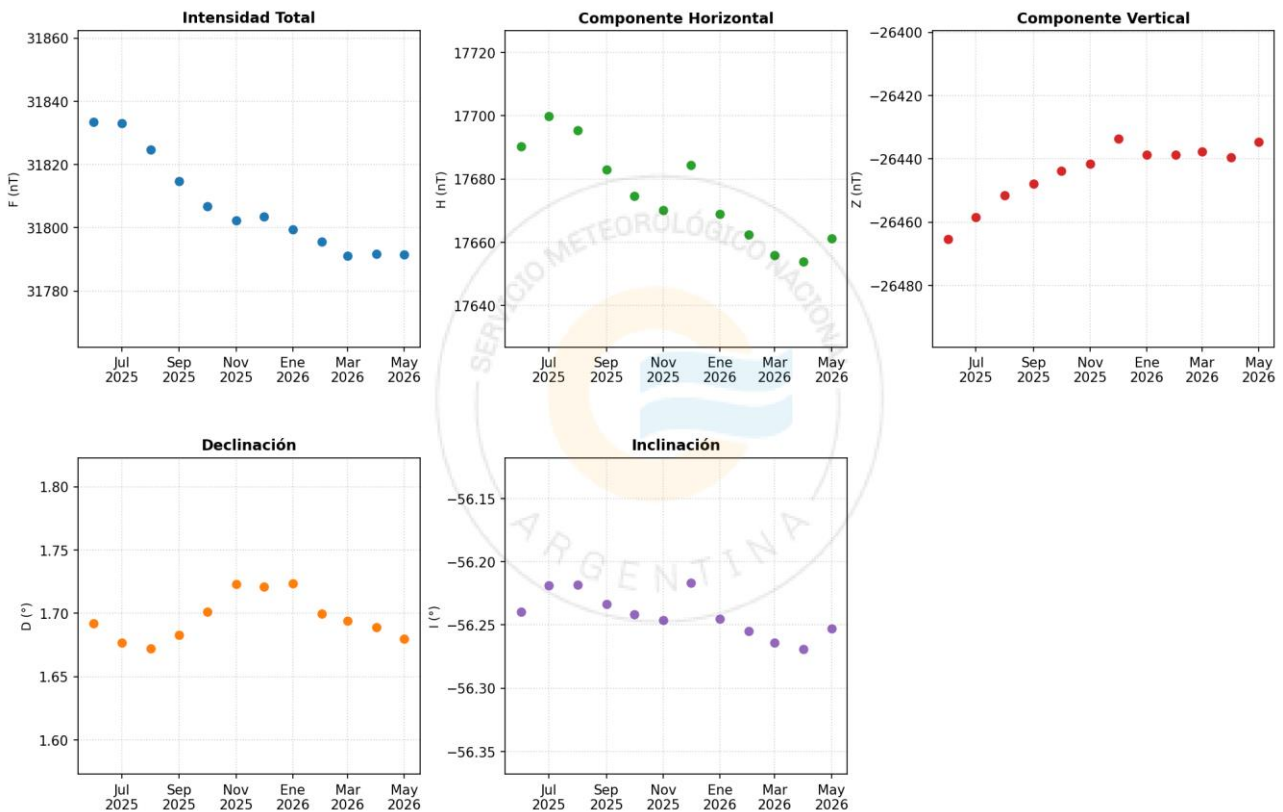 Intensidad Total
F (nT)
31860
31840
31820
31800
31780
Jul Sep Nov Ene Mar May
2025 2025 2025 2026 2026 2026
Componente Horizontal
H (nT)
17720
17700
17680
17660
17640
Jul Sep Nov Ene Mar May
2025 2025 2025 2026 2026 2026
Componente Vertical
Z (nT)
−26400
−26420
−26440
−26460
−26480
Jul Sep Nov Ene Mar May
2025 2025 2025 2026 2026 2026
Declinación
D (°)
1.80
1.75
1.70
1.65
1.60
Jul Sep Nov Ene Mar May
2025 2025 2025 2026 2026 2026
Inclinación
I (°)
−56.15
−56.20
−56.25
−56.30
−56.35
Jul Sep Nov Ene Mar May
2025 2025 2025 2026 2026 2026
SERVICIO METEOROLÓGICO NACIONAL
ARGENTINA